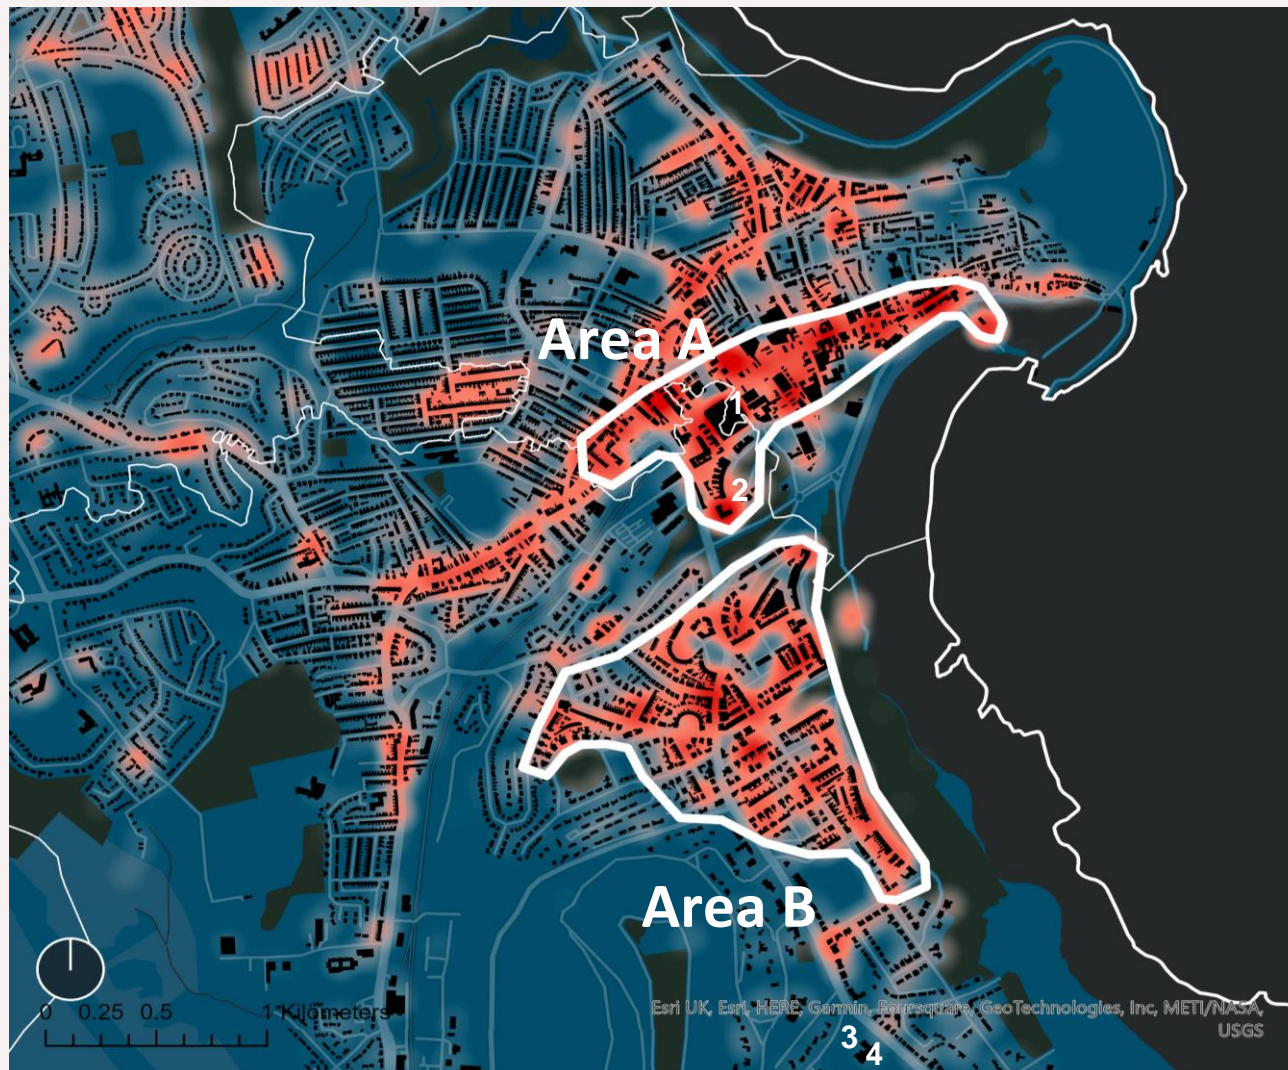 Area A
1
2
Area B
0 0.25 0.5 1 Kilometers
Esri UK, Esri, HERE, Garmin, Foursquare, GeoTechnologies, Inc, METI/NASA,
USGS
3
4